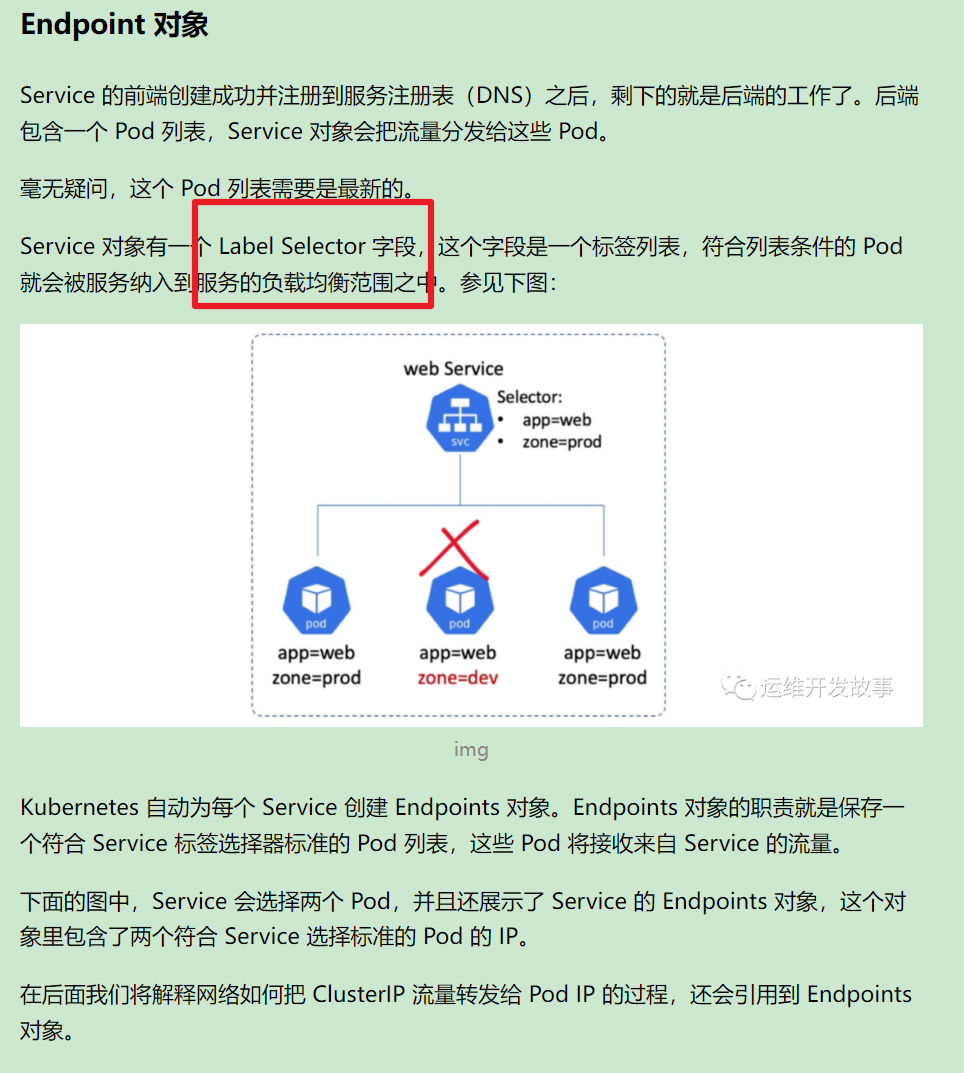 Endpoint 对象
Service 的前端创建成功并注册到服务注册表（DNS）之后，剩下的就是后端的工作了。后端
包含一个 Pod 列表，Service 对象会把流量分发给这些 Pod。
毫无疑问，这个 Pod 列表需要是最新的。
Service 对象有一个 Label Selector 字段，这个字段是一个标签列表，符合列表条件的 Pod
就会被服务纳入到服务的负载均衡范围之中。参见下图：
web Service
Selector:
• app=web
• zone=prod
svc
pod
pod
pod
app=web
zone=prod
app=web
zone=dev
app=web
zone=prod
运维开发故事
img
Kubernetes 自动为每个 Service 创建 Endpoints 对象。Endpoints 对象的职责就是保存一
个符合 Service 标签选择器标准的 Pod 列表，这些 Pod 将接收来自 Service 的流量。
下面的图中，Service 会选择两个 Pod，并且还展示了 Service 的 Endpoints 对象，这个对
象里包含了两个符合 Service 选择标准的 Pod 的 IP。
在后面我们将解释网络如何把 ClusterIP 流量转发给 Pod IP 的过程，还会引用到 Endpoints
对象。